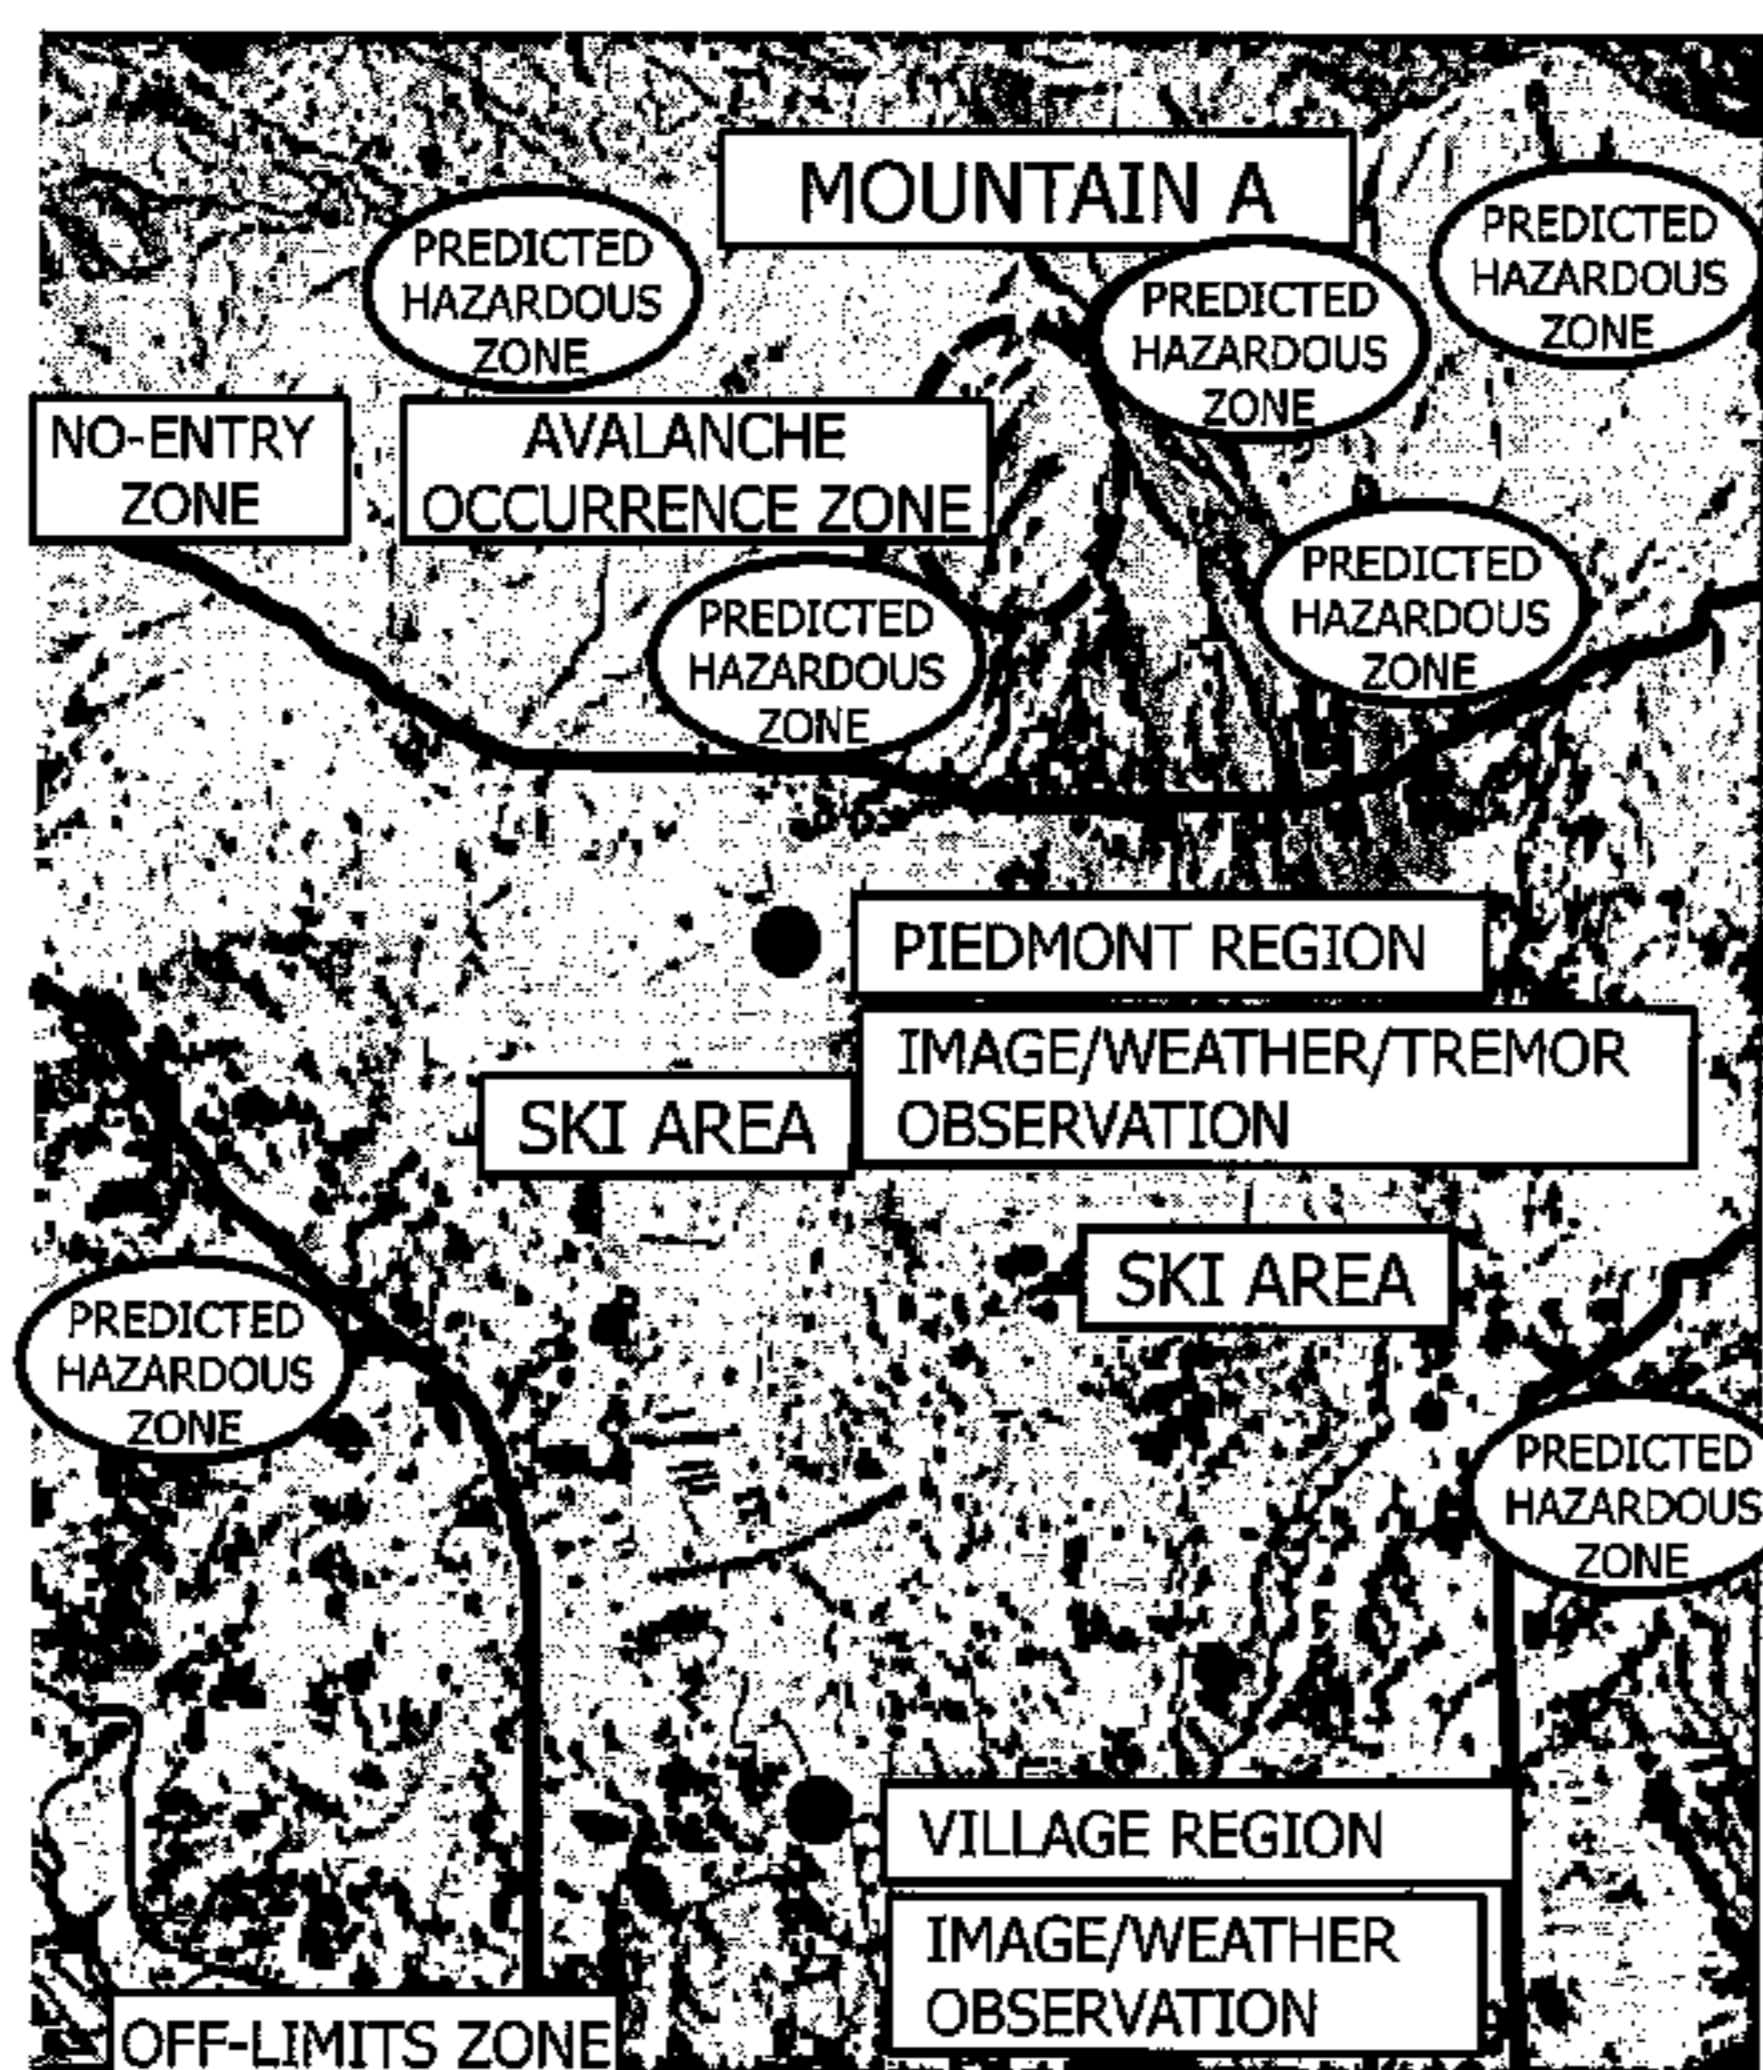 MOUNTAIN A
PREDICTED
HAZARDOUS
ZONE
PREDICTED
HAZARDOUS
ZONE
PREDICTED
HAZARDOUS
ZONE
NO-ENTRY
ZONE
AVALANCHE
OCCURRENCE ZONE
PREDICTED
HAZARDOUS
ZONE
PREDICTED
HAZARDOUS
ZONE
PIEDMONT REGION
IMAGE/WEATHER/TREMOR
OBSERVATION
SKI AREA
SKI AREA
PREDICTED
HAZARDOUS
ZONE
PREDICTED
HAZARDOUS
ZONE
VILLAGE REGION
IMAGE/WEATHER
OBSERVATION
OFF-LIMITS ZONE